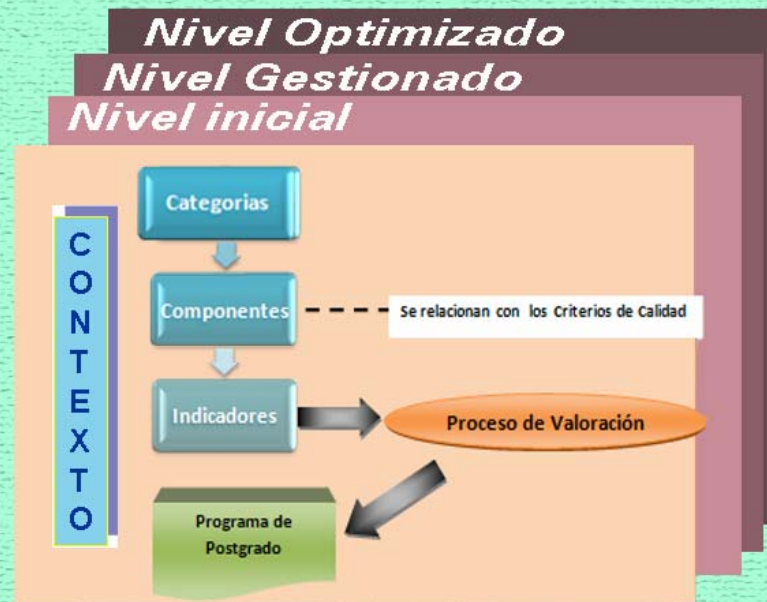 Nivel Optimizado
Nivel Gestionado
Nivel inicial
CONTEXTO
Categorias
Componentes
Se relacionan con los Criterios de Calidad
Indicadores
Proceso de Valoración
Programa de
Postgrado